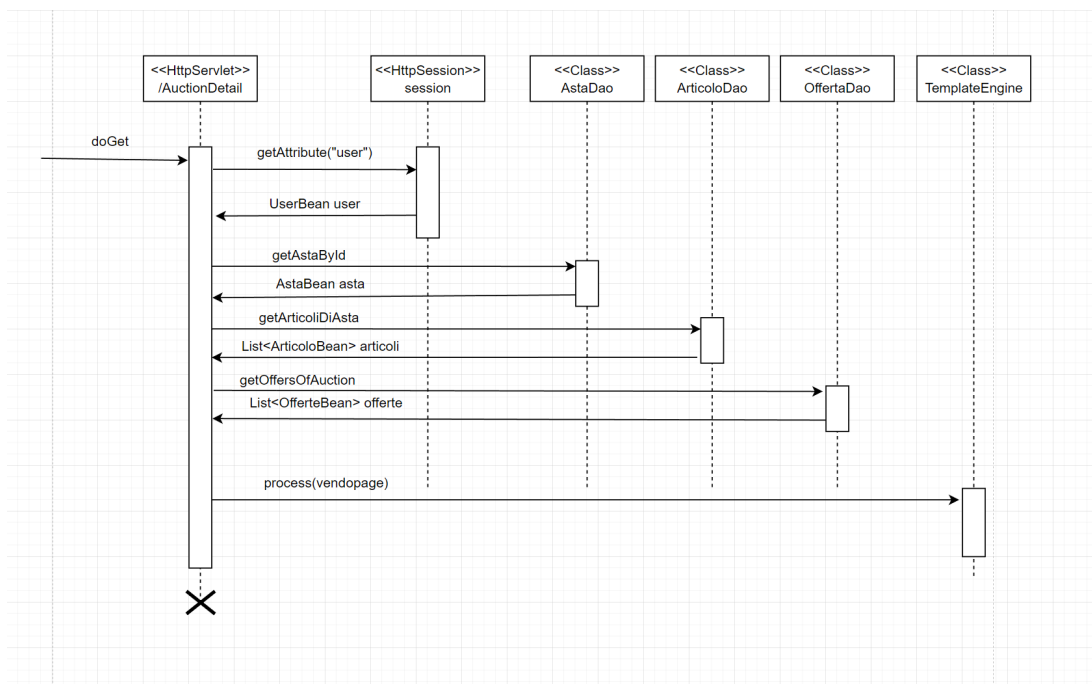 <<HttpServlet>>
/AuctionDetail
<<HttpSession>>
session
<<Class>>
AstaDao
<<Class>>
ArticoloDao
<<Class>>
OffertaDao
<<Class>>
TemplateEngine
doGet
getAttribute("user")
UserBean user
getAstaById
AstaBean asta
getArticoliDiAsta
List<ArticoloBean> articoli
getOffersOfAuction
List<OfferteBean> offerte
process(vendopage)